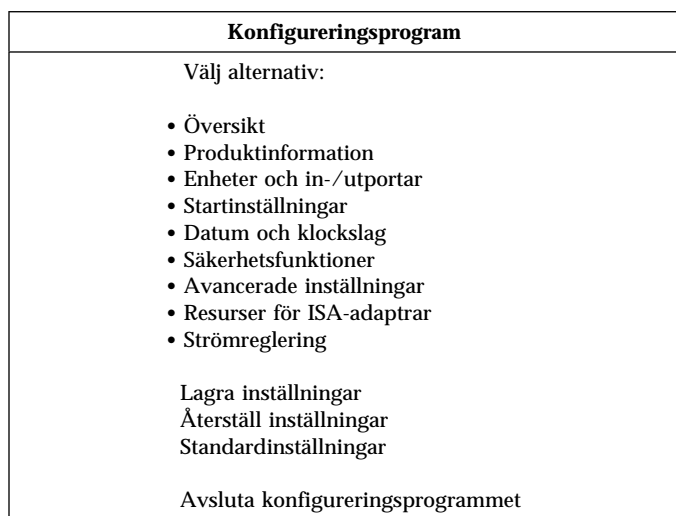 Konfigureringsprogram
Välj alternativ:
• Översikt
• Produktinformation
• Enheter och in-/utportar
• Startinställningar
• Datum och klockslag
• Säkerhetsfunktioner
• Avancerade inställningar
• Resurser för ISA-adaptrar
• Strömreglering
Lagra inställningar
Återställ inställningar
Standardinställningar
Avsluta konfigureringsprogrammet